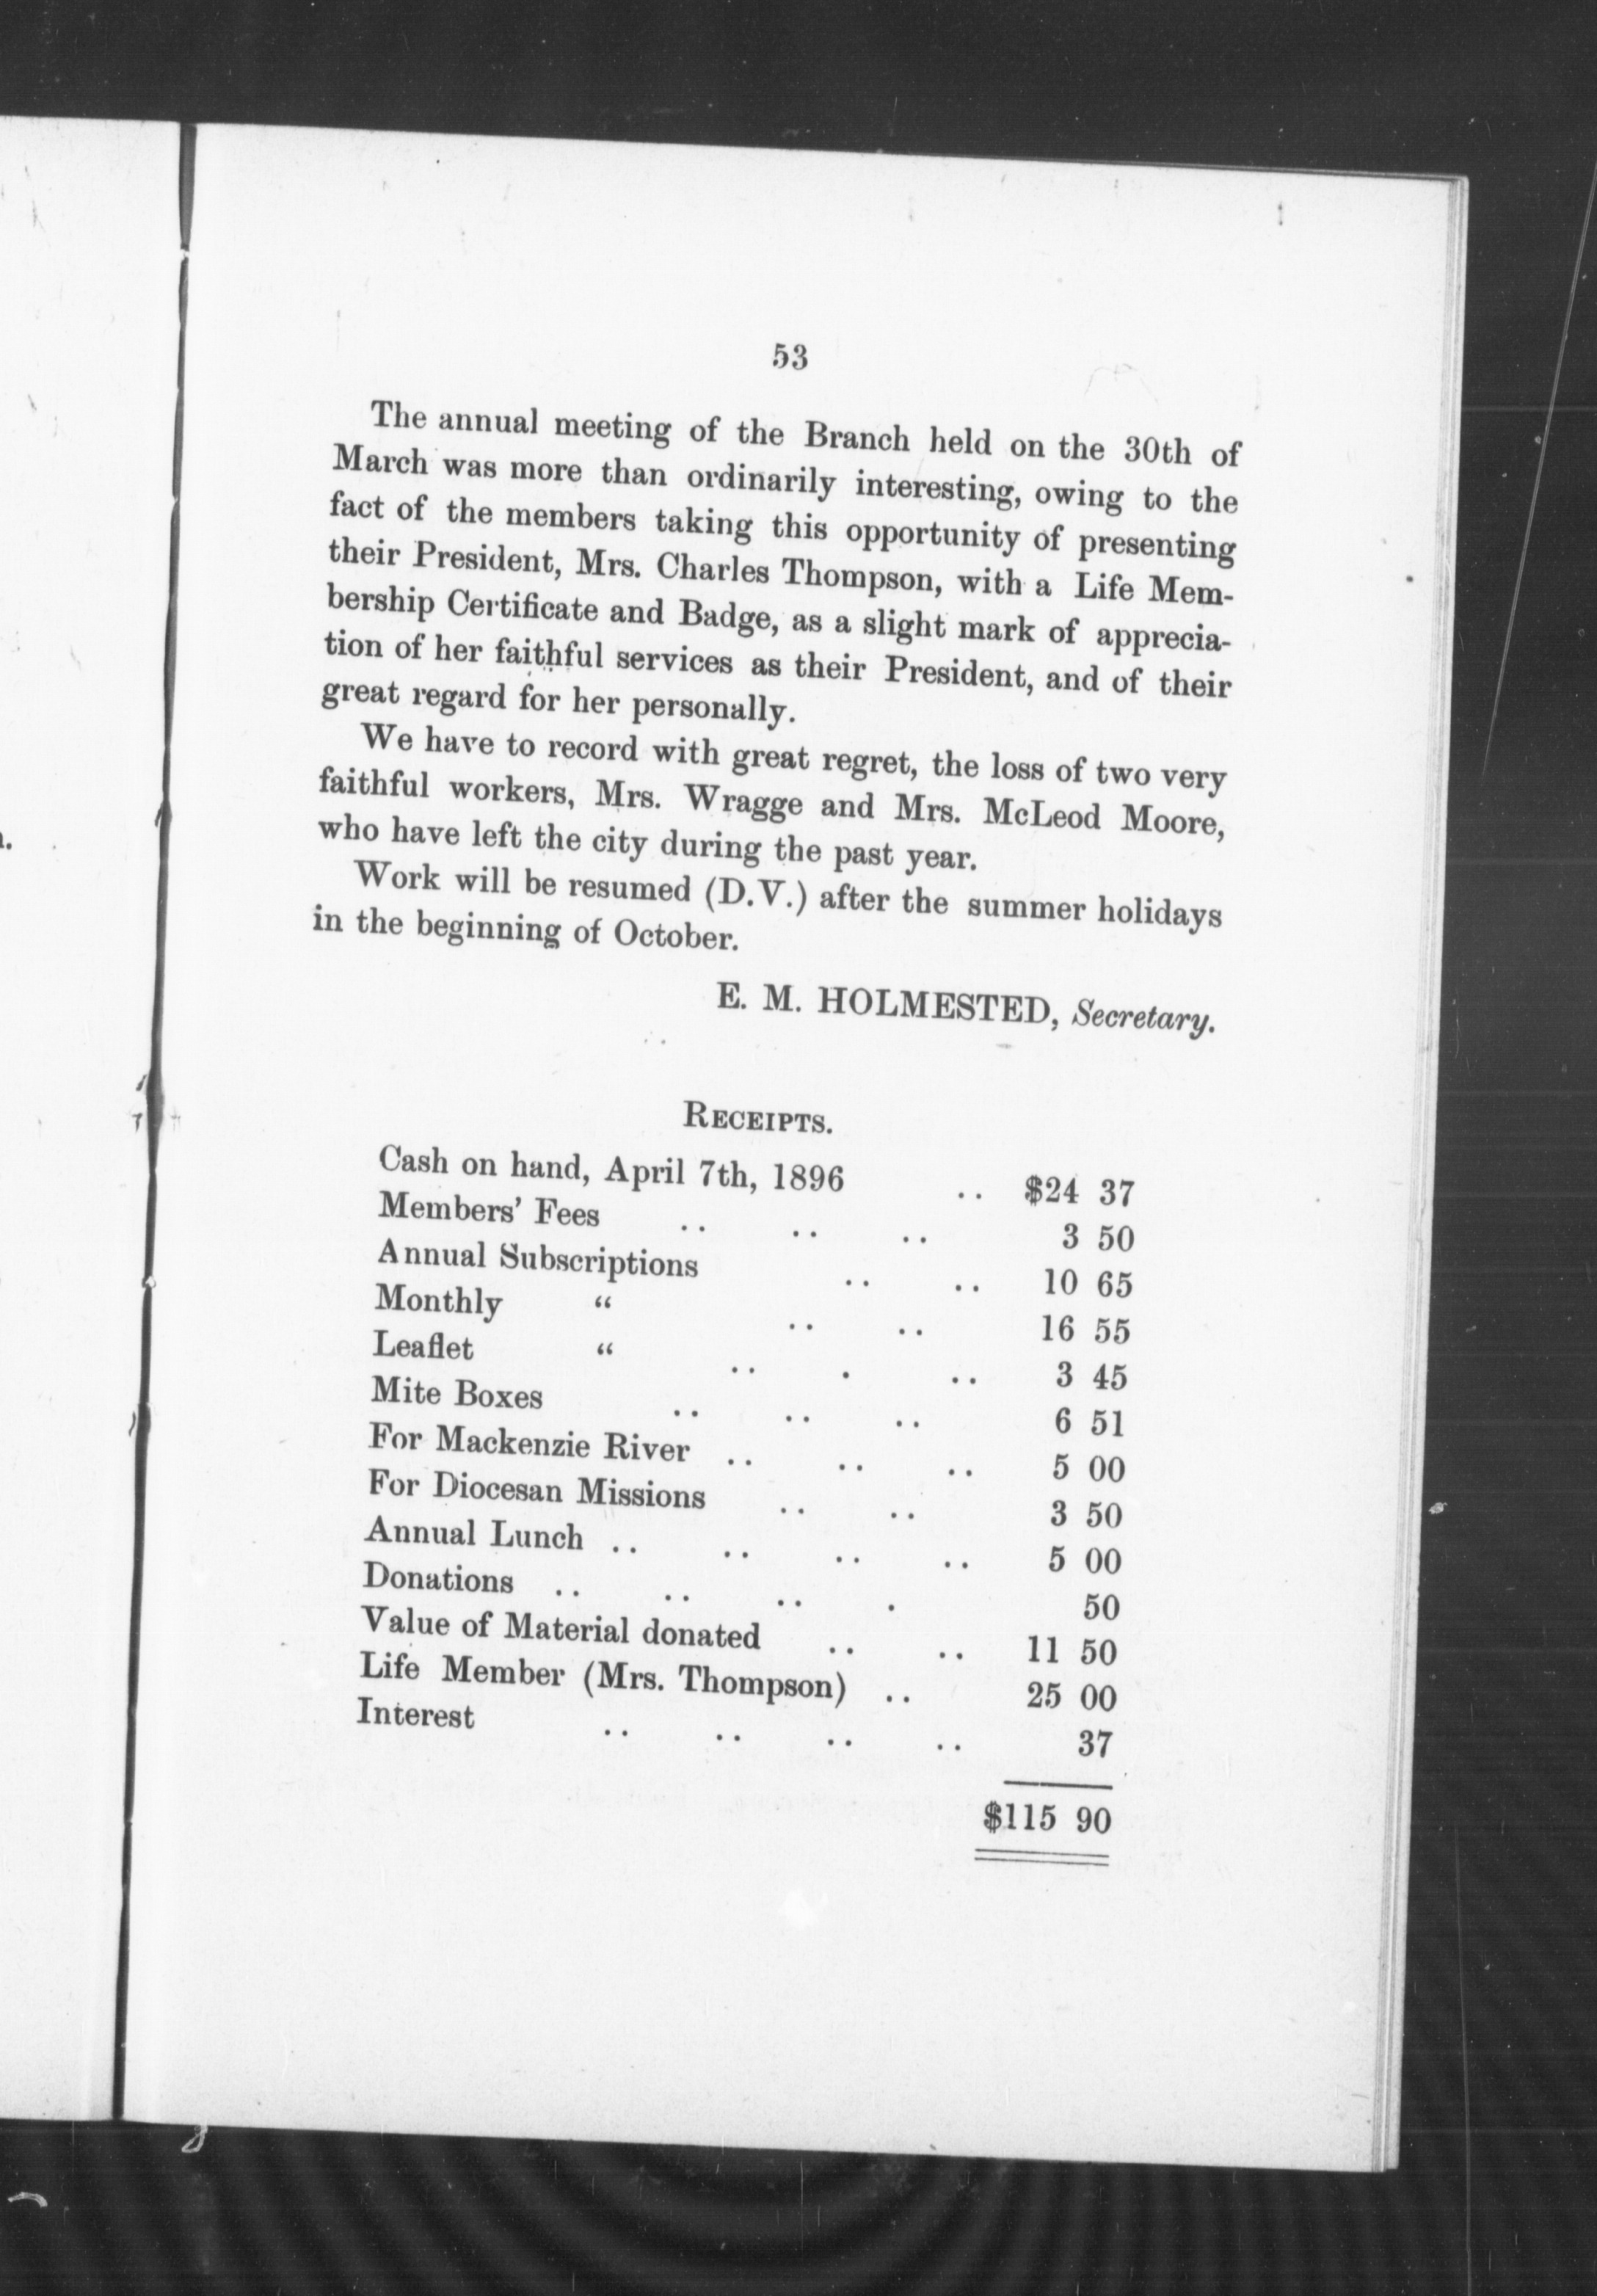 53
The annual meeting of the Branch held on the 30th of
March was more than ordinarily interesting, owing to the
fact of the members taking this opportunity of presenting
their President, Mrs. Charles Thompson, with a Life Mem-
bership Certificate and Badge, as a slight mark of apprecia-
tion of her faithful services as their President, and of their
great regard for her personally.
We have to record with great regret, the loss of two very
faithful workers, Mrs. Wragge and Mrs. McLeod Moore,
who have left the city during the past year.
Work will be resumed (D.V.) after the summer holidays
in the beginning of October.
E. M. HOLMESTED, Secretary.
RECEIPTS.
Cash on hand, April 7th, 1896 .. $24 37
Members' Fees .. .. .. 3 50
Annual Subscriptions .. .. 10 65
Monthly “ .. .. 16 55
Leaflet “ .. . .. 3 45
Mite Boxes .. .. .. 6 51
For Mackenzie River .. .. .. 5 00
For Diocesan Missions .. .. 3 50
Annual Lunch .. .. .. .. 5 00
Donations .. .. .. . 50
Value of Material donated .. .. 11 50
Life Member (Mrs. Thompson) .. 25 00
Interest .. .. .. .. 37
$115 90